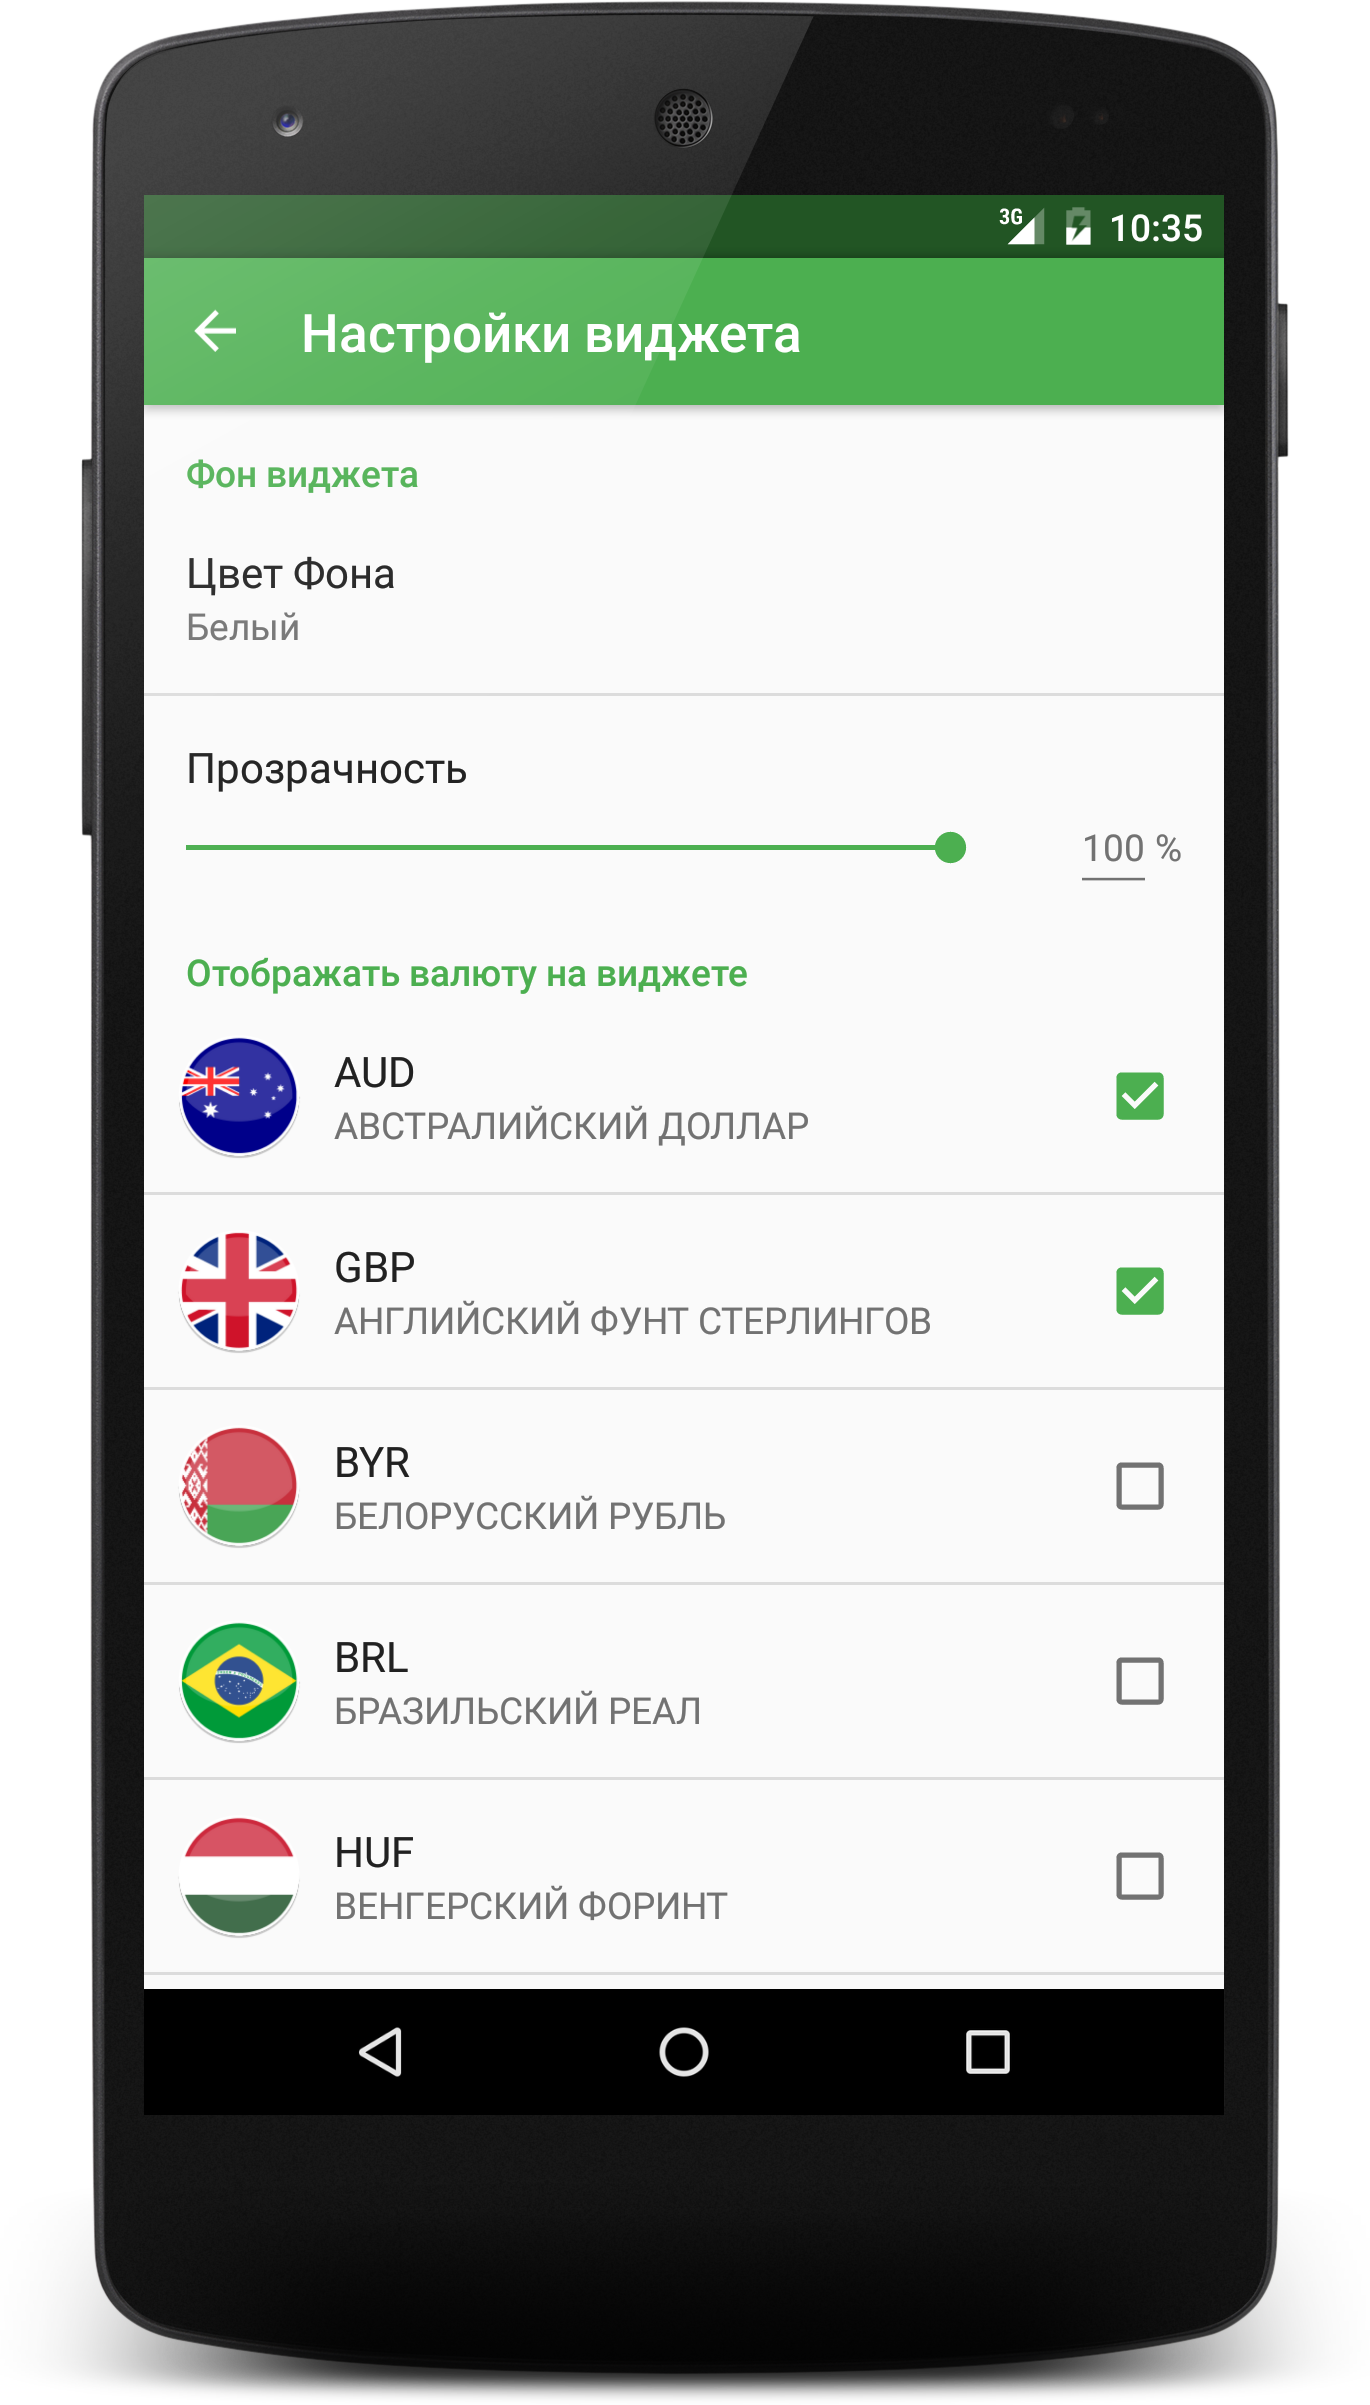 3G 10:35
Настройки виджета
Фон виджета
Цвет Фона
Белый
Прозрачность
100 %
Отображать валюту на виджете
AUD
АВСТРАЛИЙСКИЙ ДОЛЛАР
GBP
АНГЛИЙСКИЙ ФУНТ СТЕРЛИНГОВ
BYR
БЕЛОРУССКИЙ РУБЛЬ
BRL
БРАЗИЛЬСКИЙ РЕАЛ
HUF
ВЕНГЕРСКИЙ ФОРИНТ